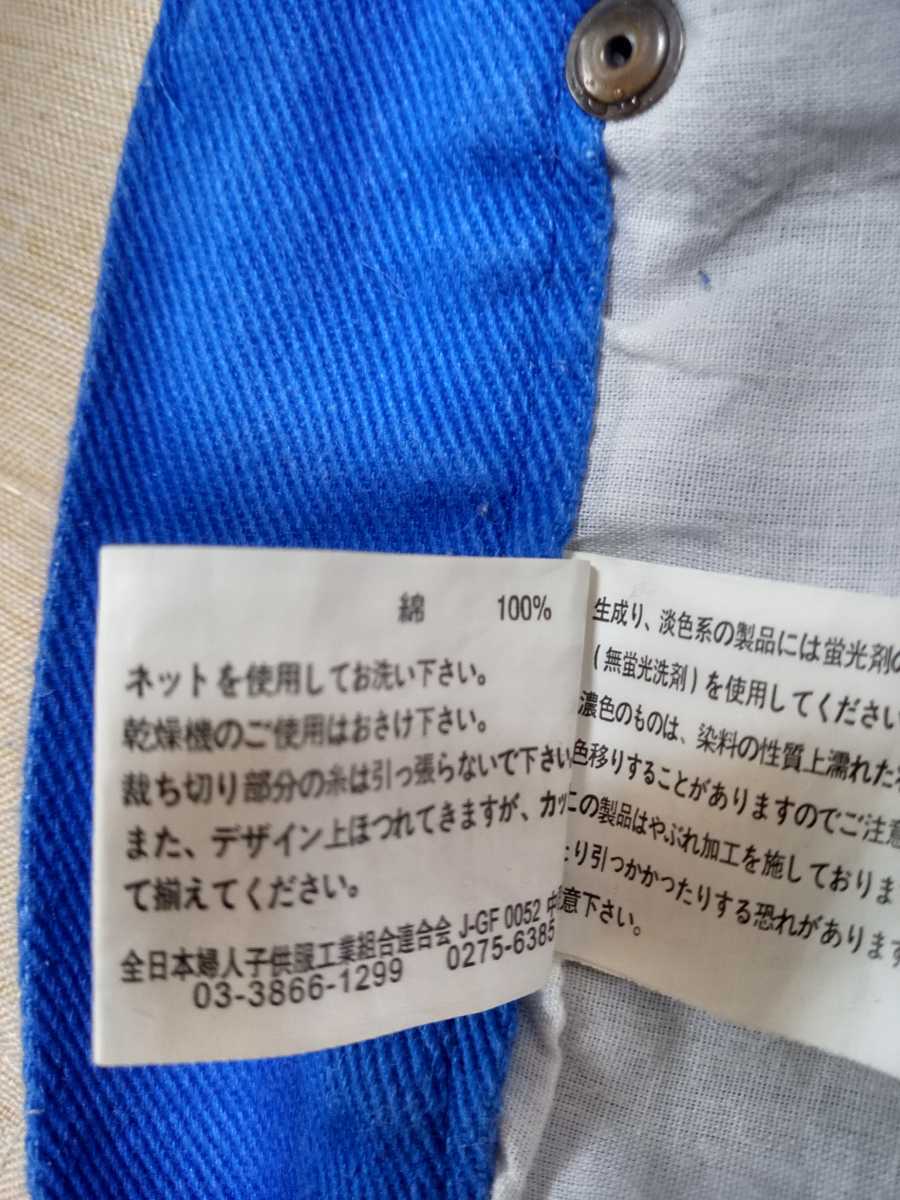 綿 100%
ネットを使用してお洗い下さい。
乾燥機のご使用はおさけ下さい。
裁ち切り部分の糸は引っ張らないで下さい
また、デザイン上ほつれてきますが、カッ
て揃えてください。
全日本婦人子供服工業組合連合会 J-GF 0052
03-3866-1299 0275-6385
生成り、淡色系の製品には蛍光剤の
(無蛍光洗剤)を使用してください
濃色のものは、染料の性質上濡れた
色移りすることがありますのでご注意
の製品はやぶれ加工を施しておりま
たり引つかかつたりする恐れがあります
意下さい。